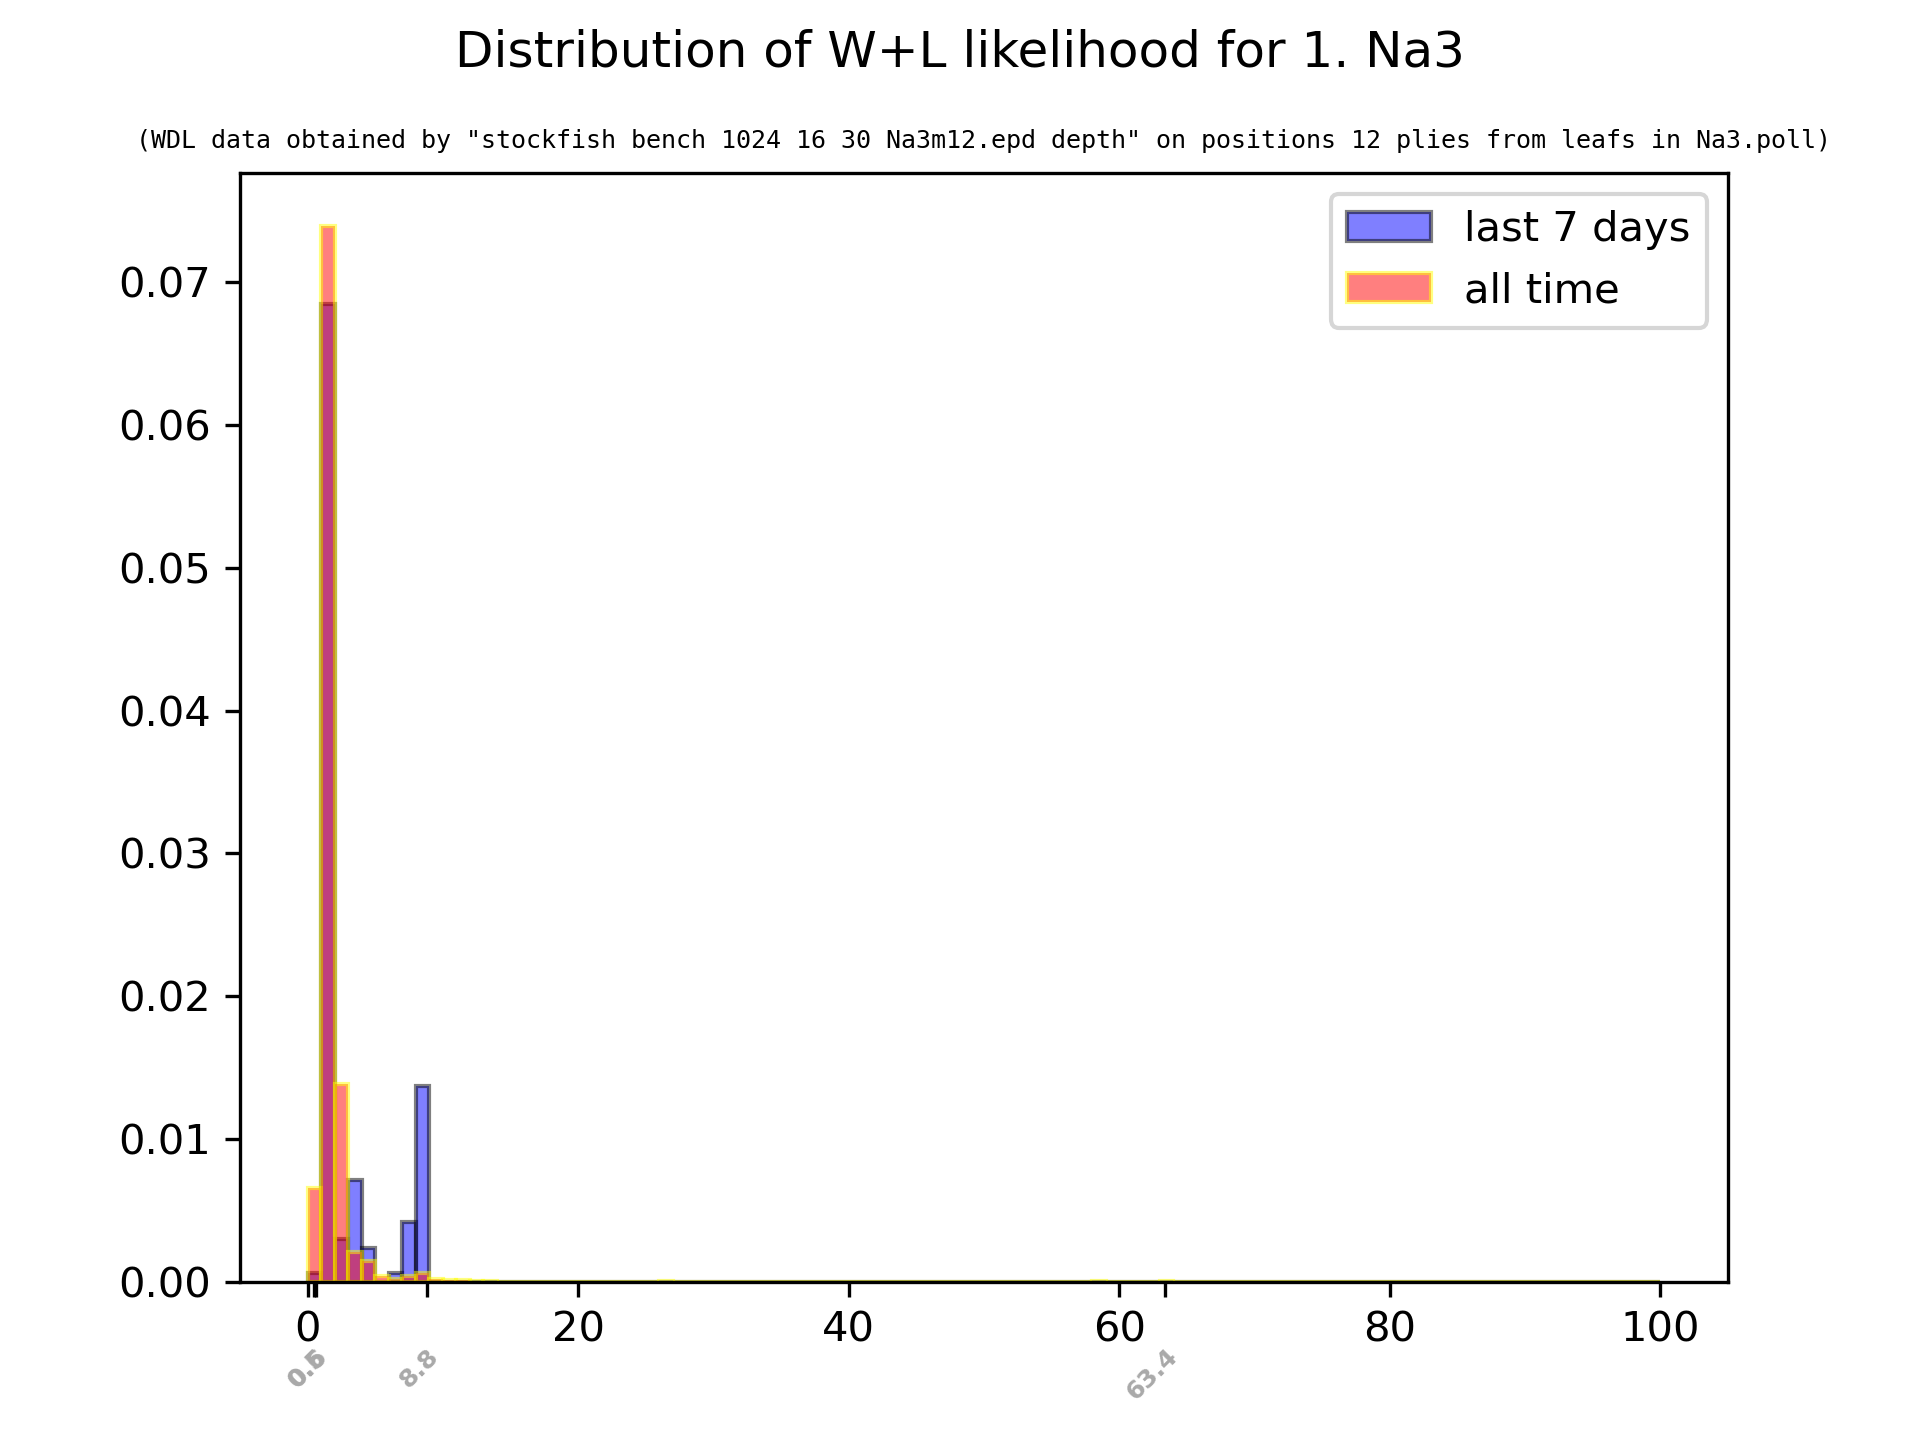 Distribution of W+L likelihood for 1. Na3
(WDL data obtained by "stockfish bench 1024 16 30 Na3m12.epd depth" on positions 12 plies from leafs in Na3.poll)
last 7 days
all time
0.07
0.06
0.05
0.04
0.03
0.02
0.01
0.00
0 20 40 60 80 100
8.8 63.4